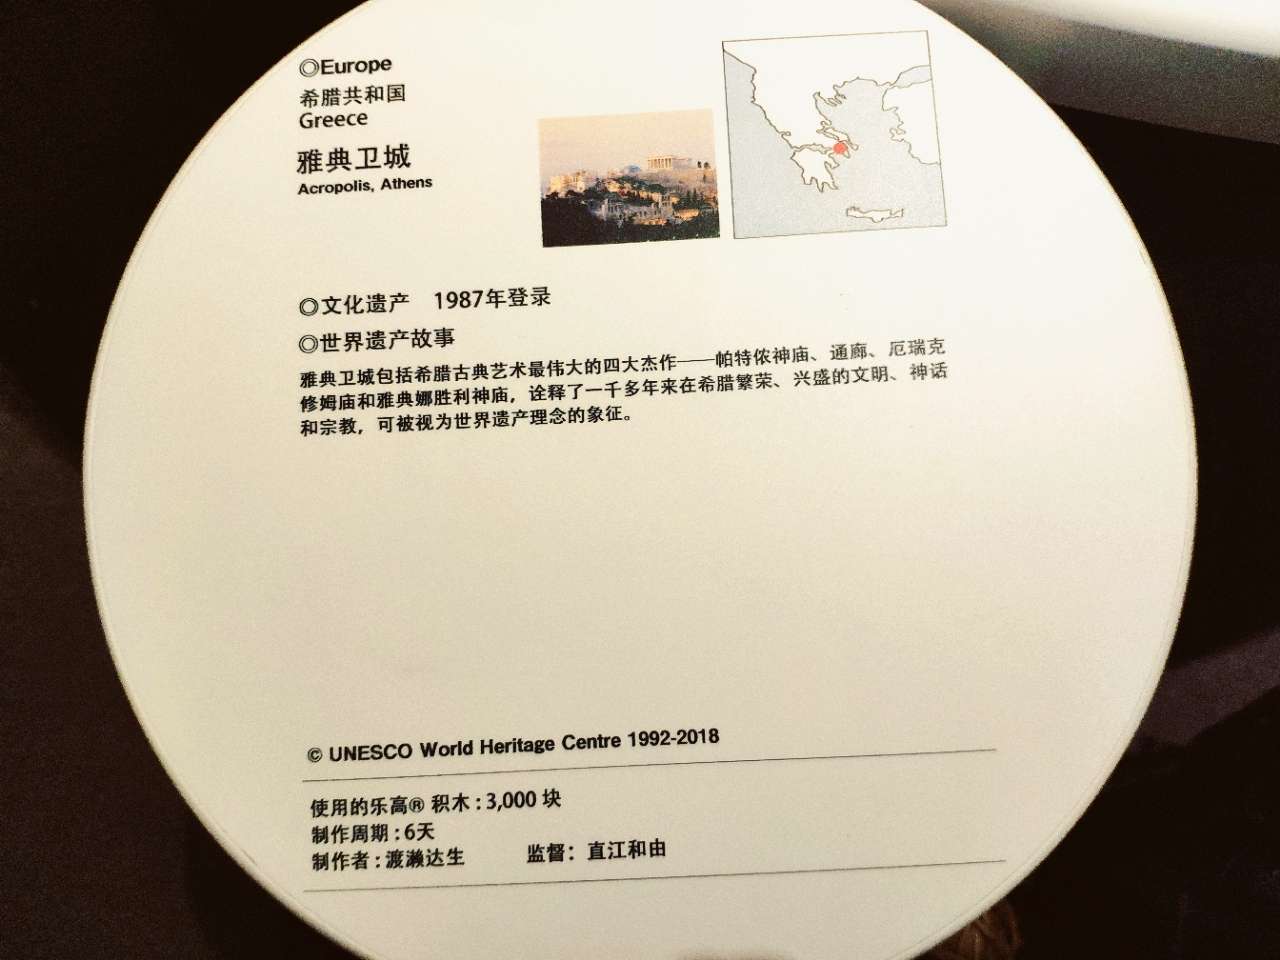 ◎Europe
希腊共和国
Greece
雅典卫城
Acropolis, Athens
◎文化遗产 1987年登录
◎世界遗产故事
雅典卫城包括希腊古典艺术最伟大的四大杰作——帕特侬神庙、通廊、厄瑞克
修姆庙和雅典娜胜利神庙，诠释了一千多年来在希腊繁荣、兴盛的文明、神话
和宗教，可被视为世界遗产理念的象征。
© UNESCO World Heritage Centre 1992-2018
使用的乐高® 积木：3,000 块
制作周期：6天
制作者：渡濑达生 监督：直江和由